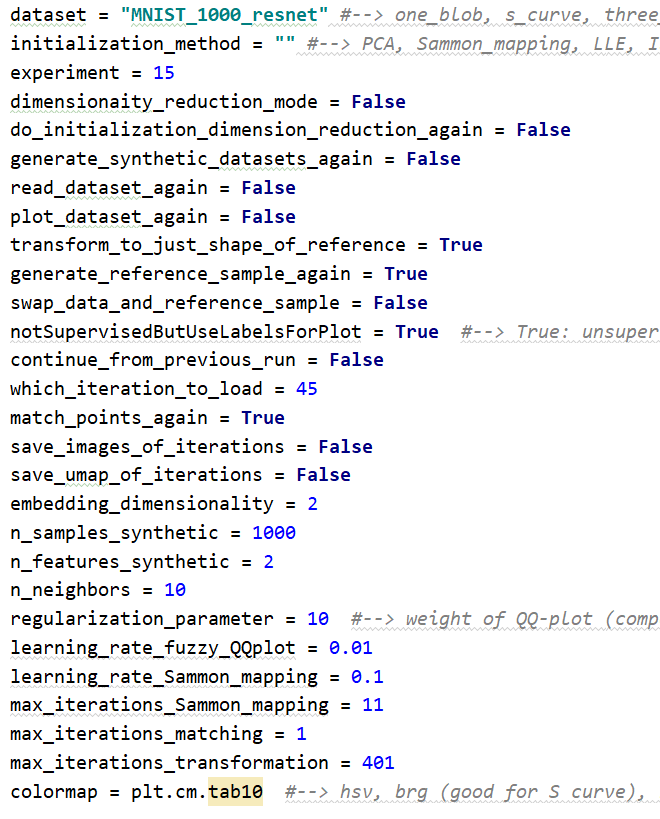 dataset = "MNIST_1000_resnet" #--> one_blob, s_curve, three
initialization_method = "" #--> PCA, Sammon_mapping, LLE, I
experiment = 15
dimensionaity_reduction_mode = False
do_initialization_dimension_reduction_again = False
generate_synthetic_datasets_again = False
read_dataset_again = False
plot_dataset_again = False
transform_to_just_shape_of_reference = True
generate_reference_sample_again = True
swap_data_and_reference_sample = False
notSupervisedButUseLabelsForPlot = True #--> True: unsuper
continue_from_previous_run = False
which_iteration_to_load = 45
match_points_again = True
save_images_of_iterations = False
save_umap_of_iterations = False
embedding_dimensionality = 2
n_samples_synthetic = 1000
n_features_synthetic = 2
n_neighbors = 10
regularization_parameter = 10 #--> weight of QQ-plot (comp
learning_rate_fuzzy_QQplot = 0.01
learning_rate_Sammon_mapping = 0.1
max_iterations_Sammon_mapping = 11
max_iterations_matching = 1
max_iterations_transformation = 401
colormap = plt.cm.tab10 #--> hsv, brg (good for S curve),